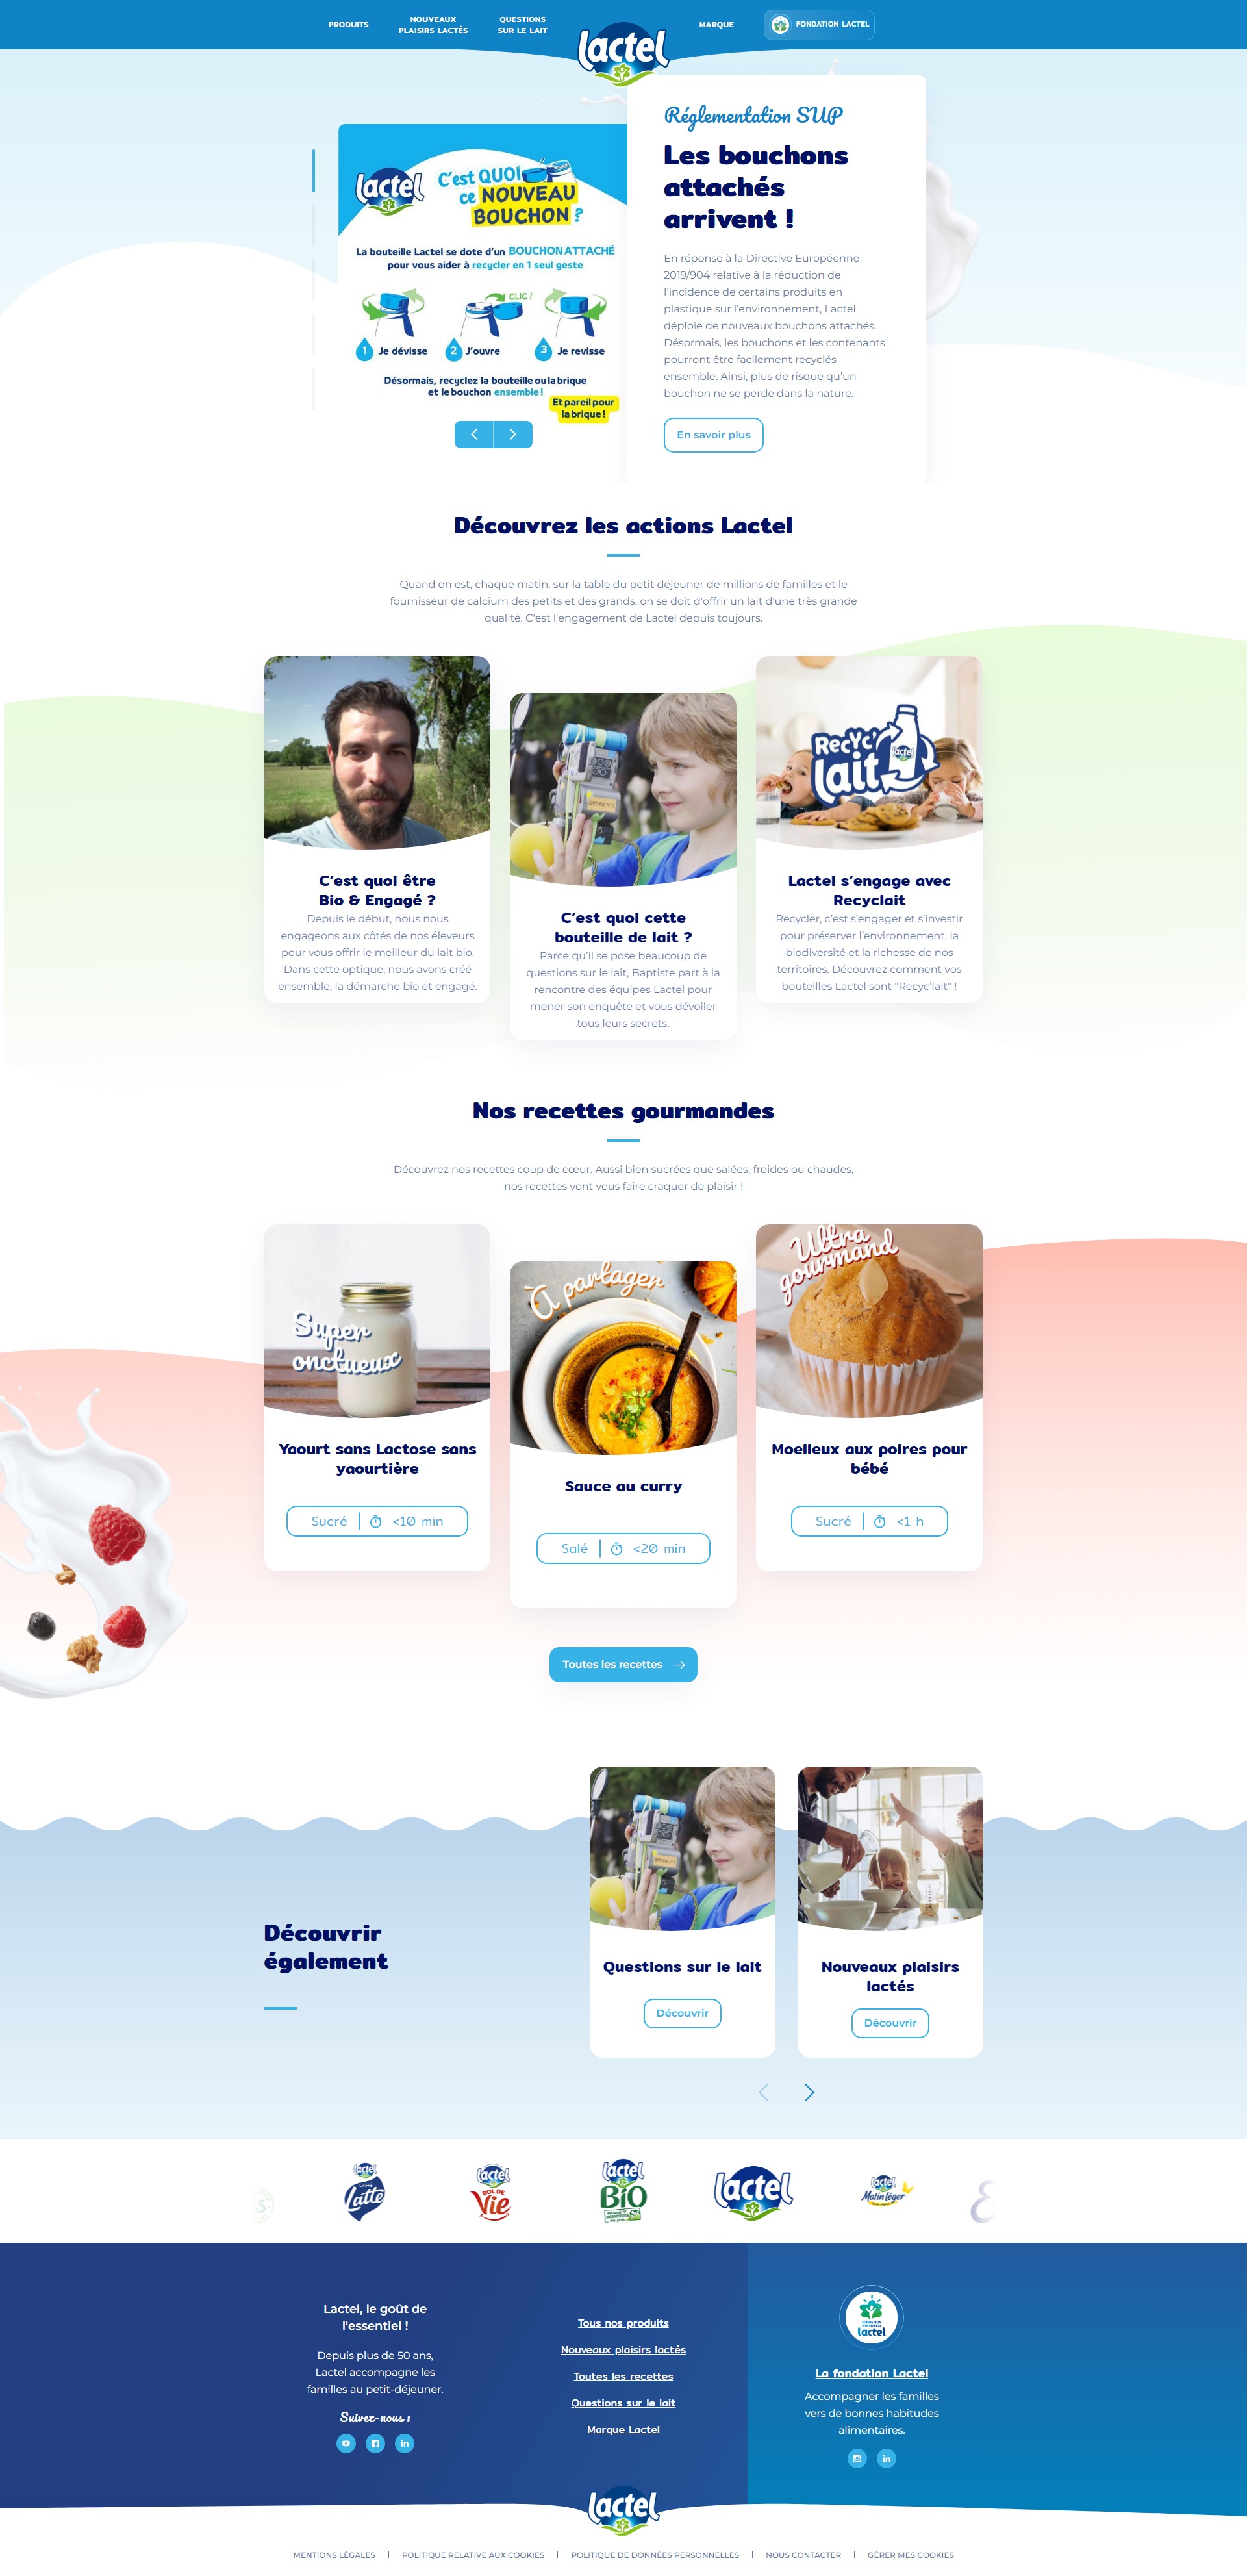 PRODUITS
NOUVEAUX
PLAISIRS LACTÉS
QUESTIONS
SUR LE LAIT
lactel
MARQUE
FONDATION LACTEL
lactel
C'est QUOI
ce NOUVEAU
BOUCHON ?
La bouteille Lactel se dote d'un BOUCHON ATTACHÉ
pour vous aider à recycler en 1 seul geste
CLIC !
1 Je dévisse
2 J'ouvre
3 Je revisse
Désormais, recyclez la bouteille ou la brique
et le bouchon ensemble !
Et pareil pour
la brique !
Réglementation SUP
Les bouchons
attachés
arrivent !
En réponse à la Directive Européenne
2019/904 relative à la réduction de
l'incidence de certains produits en
plastique sur l'environnement, Lactel
déploie de nouveaux bouchons attachés.
Désormais, les bouchons et les contenants
pourront être facilement recyclés
ensemble. Ainsi, plus de risque qu'un
bouchon ne se perde dans la nature.
En savoir plus
Découvrez les actions Lactel
Quand on est, chaque matin, sur la table du petit déjeuner de millions de familles et le
fournisseur de calcium des petits et des grands, on se doit d'offrir un lait d'une très grande
qualité. C'est l'engagement de Lactel depuis toujours.
C'est quoi être
Bio & Engagé ?
Depuis le début, nous nous
engageons aux côtés de nos éleveurs
pour vous offrir le meilleur du lait bio.
Dans cette optique, nous avons créé
ensemble, la démarche bio et engagé.
C'est quoi cette
bouteille de lait ?
Parce qu'il se pose beaucoup de
questions sur le lait, Baptiste part à la
rencontre des équipes Lactel pour
mener son enquête et vous dévoiler
tous leurs secrets.
Recyc'
lait
lactel
Lactel s'engage avec
Recyclait
Recycler, c'est s'engager et s'investir
pour préserver l'environnement, la
biodiversité et la richesse de nos
territoires. Découvrez comment vos
bouteilles Lactel sont "Recyc'lait" !
Nos recettes gourmandes
Découvrez nos recettes coup de cœur. Aussi bien sucrées que salées, froides ou chaudes,
nos recettes vont vous faire craquer de plaisir !
Super
onctueux
Yaourt sans Lactose sans
yaourtière
Sucré | <10 min
À partager
Sauce au curry
Salé | <20 min
Ultra
gourmand
Moelleux aux poires pour
bébé
Sucré | <1 h
Toutes les recettes
Découvrir
également
Questions sur le lait
Découvrir
Nouveaux plaisirs
lactés
Découvrir
lactel
Latte
lactel
BOL DE
Vie
lactel
BIO
lactel
lactel
Matin léger
Lactel, le goût de
l'essentiel !
Depuis plus de 50 ans,
Lactel accompagne les
familles au petit-déjeuner.
Suivez-nous :
Tous nos produits
Nouveaux plaisirs lactés
Toutes les recettes
Questions sur le lait
Marque Lactel
lactel
La fondation Lactel
Accompagner les familles
vers de bonnes habitudes
alimentaires.
lactel
MENTIONS LÉGALES | POLITIQUE RELATIVE AUX COOKIES | POLITIQUE DE DONNÉES PERSONNELLES | NOUS CONTACTER | GÉRER MES COOKIES